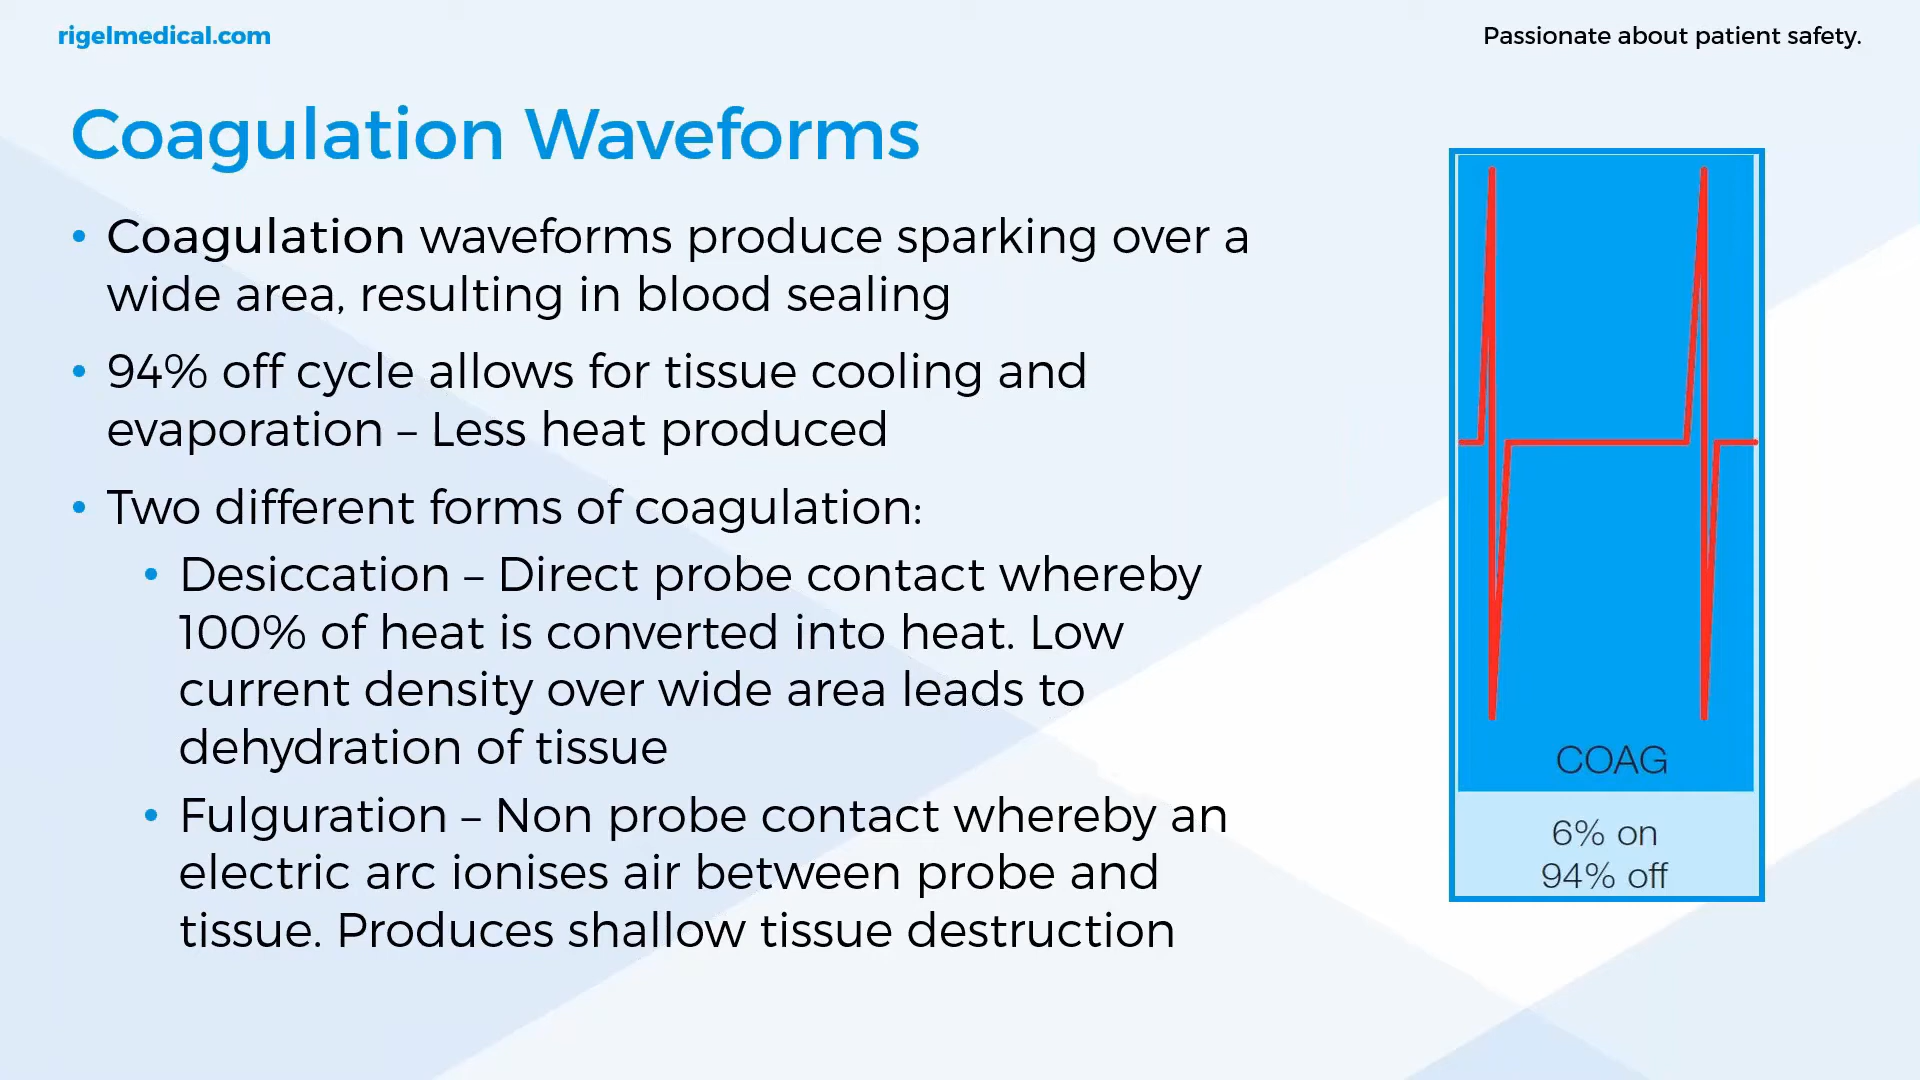 rigelmedical.com
Passionate about patient safety.
Coagulation Waveforms
• Coagulation waveforms produce sparking over a
wide area, resulting in blood sealing
• 94% off cycle allows for tissue cooling and
evaporation – Less heat produced
• Two different forms of coagulation:
• Desiccation – Direct probe contact whereby
100% of heat is converted into heat. Low
current density over wide area leads to
dehydration of tissue
• Fulguration – Non probe contact whereby an
electric arc ionises air between probe and
tissue. Produces shallow tissue destruction
COAG
6% on
94% off